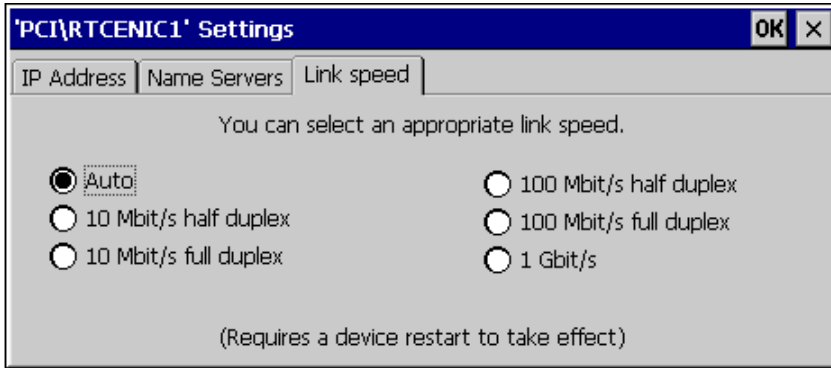 'PCI\RTCENIC1' Settings OK ×
IP Address Name Servers Link speed
You can select an appropriate link speed.
Auto
10 Mbit/s half duplex
10 Mbit/s full duplex
100 Mbit/s half duplex
100 Mbit/s full duplex
1 Gbit/s
(Requires a device restart to take effect)